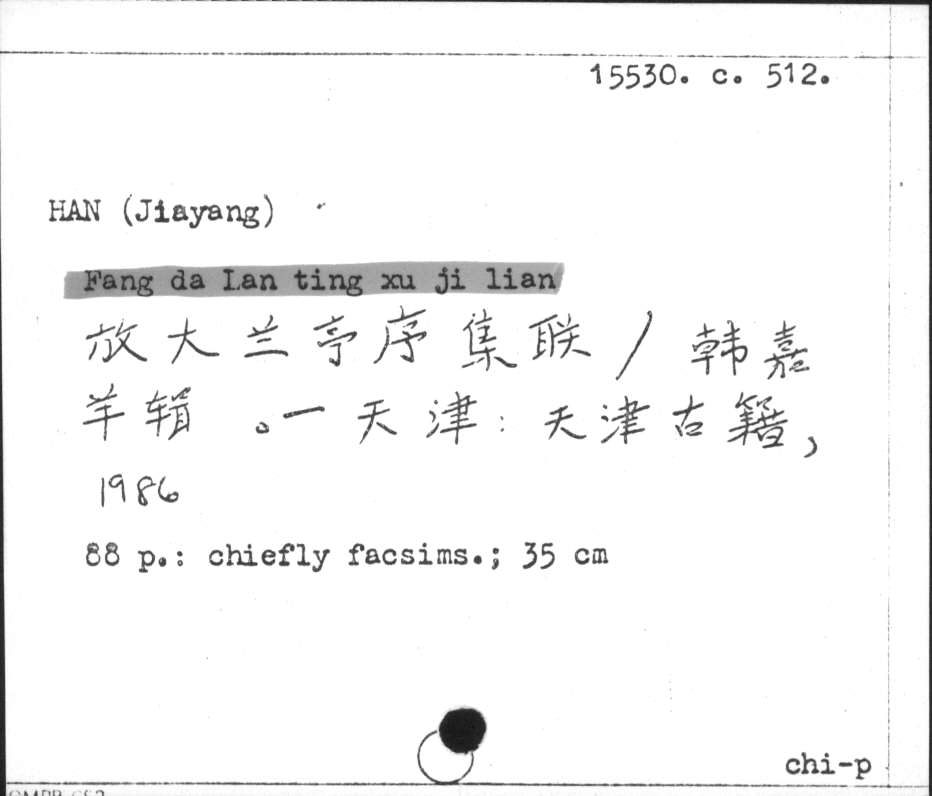 15530. c. 512.
HAN (Jiayang)
Fang da Lan ting xu ji lian
放大兰亭序集联 / 韩嘉
羊辑 。一 天津 : 天津古籍,
1986
88 p.: chiefly facsims.; 35 cm
chi-p